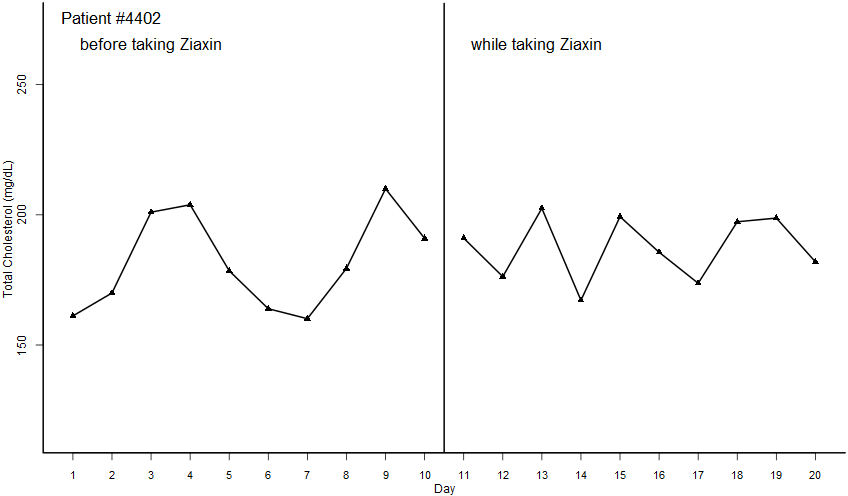 Patient #4402
before taking Ziaxin
while taking Ziaxin
Total Cholesterol (mg/dL)
250
200
150
1 2 3 4 5 6 7 8 9 10 11 12 13 14 15 16 17 18 19 20
Day